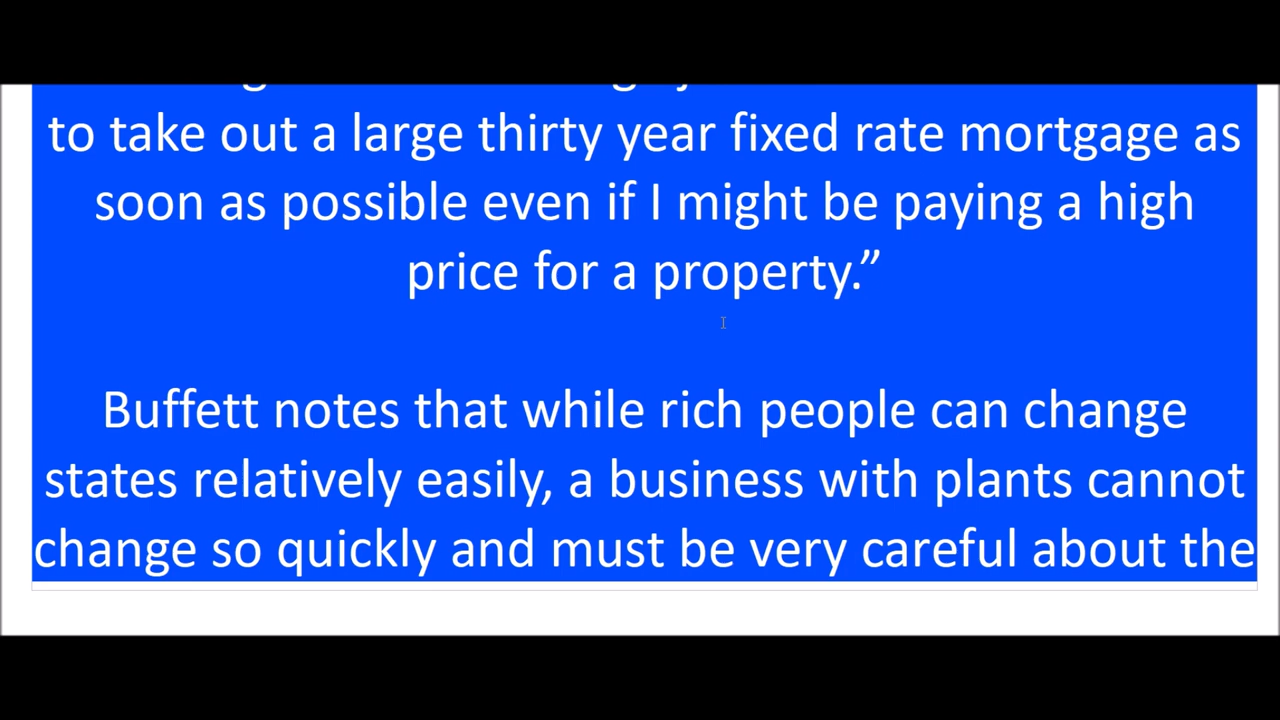 to take out a large thirty year fixed rate mortgage as
soon as possible even if I might be paying a high
price for a property.”
Buffett notes that while rich people can change
states relatively easily, a business with plants cannot
change so quickly and must be very careful about the